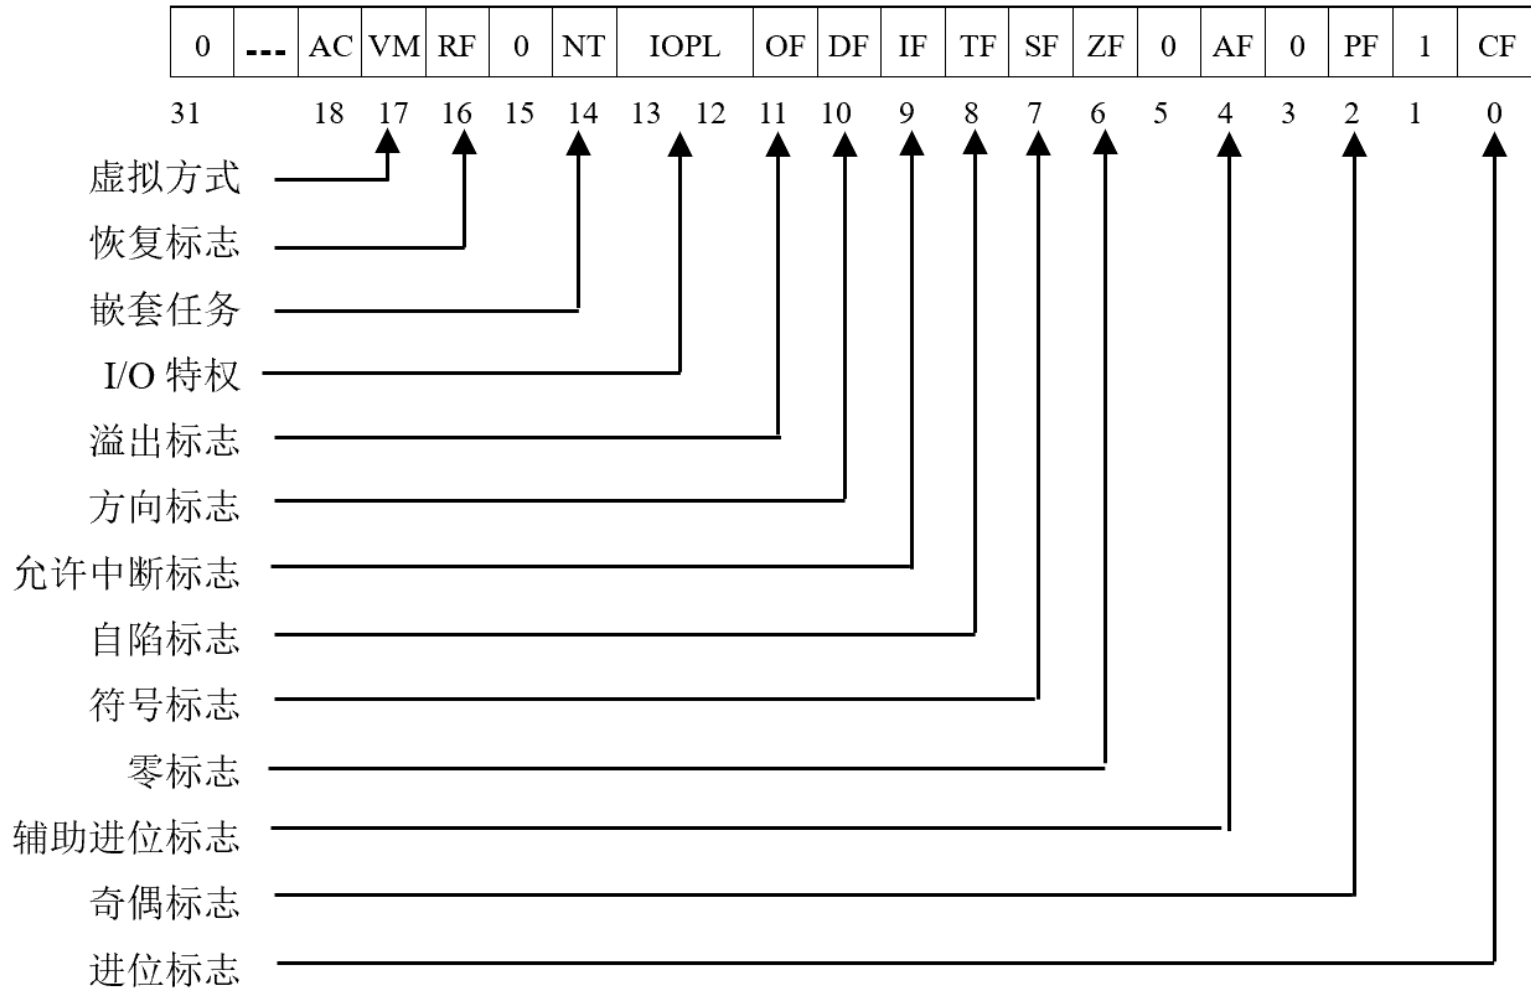 0 --- AC VM RF 0 NT IOPL OF DF IF TF SF ZF 0 AF 0 PF 1 CF
31 18 17 16 15 14 13 12 11 10 9 8 7 6 5 4 3 2 1 0
虚拟方式
恢复标志
嵌套任务
I/O 特权
溢出标志
方向标志
允许中断标志
自陷标志
符号标志
零标志
辅助进位标志
奇偶标志
进位标志